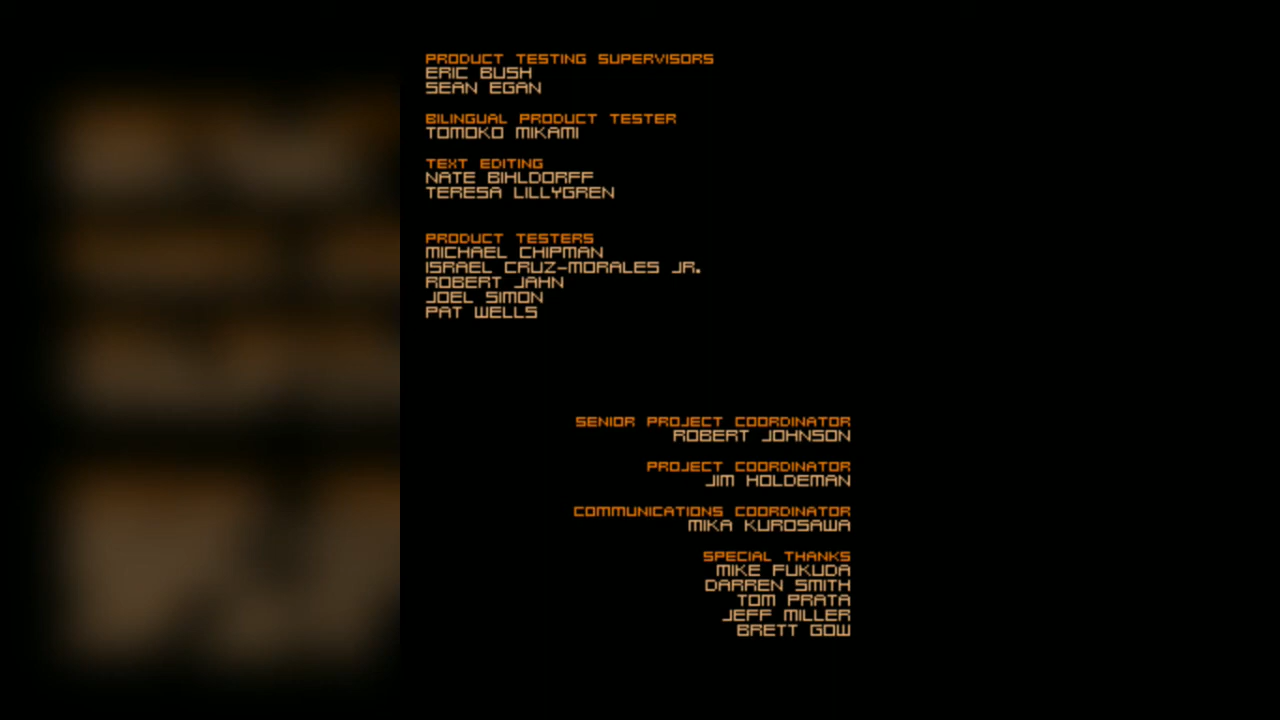 PRODUCT TESTING SUPERVISORS
ERIC BUSH
SEAN EGAN
BILINGUAL PRODUCT TESTER
TOMOKO MIKAMI
TEXT EDITING
NATE BIHLDORFF
TERESA LILLYGREN
PRODUCT TESTERS
MICHAEL CHIPMAN
ISRAEL CRUZ-MORALES JR.
ROBERT JAHN
JOEL SIMON
PAT WELLS
SENIOR PROJECT COORDINATOR
ROBERT JOHNSON
PROJECT COORDINATOR
JIM HOLDEMAN
COMMUNICATIONS COORDINATOR
MIKA KUROSAWA
SPECIAL THANKS
MIKE FUKUDA
DARREN SMITH
TOM PRATA
JEFF MILLER
BRETT GOW